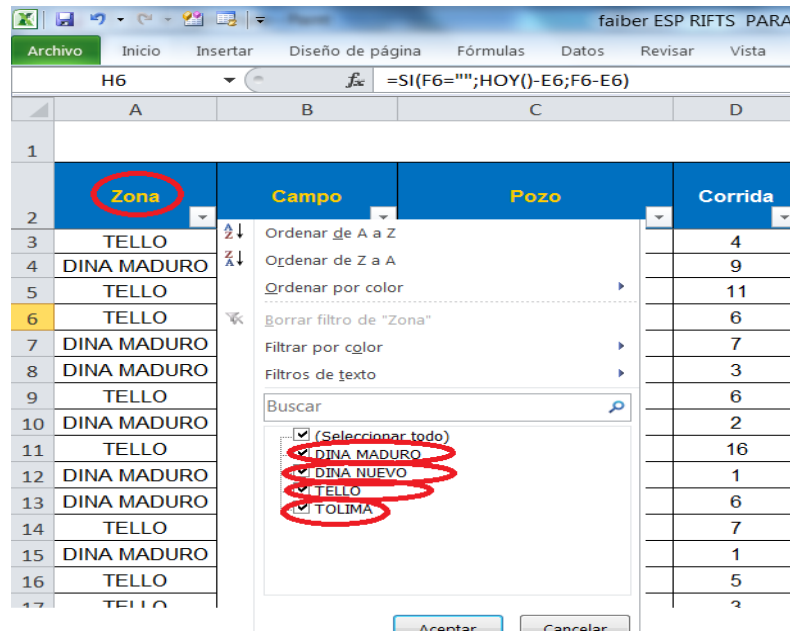 faiber ESP RIFTS PARA
Archivo Inicio Insertar Diseño de página Fórmulas Datos Revisar Vista
H6 fx =SI(F6="";HOY()-E6;F6-E6)
A B C D
1
2 Zona Campo Pozo Corrida
3 TELLO 4
4 DINA MADURO 9
5 TELLO 11
6 TELLO 6
7 DINA MADURO 7
8 DINA MADURO 3
9 TELLO 6
10 DINA MADURO 2
11 TELLO 16
12 DINA MADURO 1
13 DINA MADURO 6
14 TELLO 7
15 DINA MADURO 1
16 TELLO 5
17 TELLO 3
Ordenar de A a Z
Ordenar de Z a A
Ordenar por color
Borrar filtro de "Zona"
Filtrar por color
Filtros de texto
Buscar
(Seleccionar todo)
DINA MADURO
DINA NUEVO
TELLO
TOLIMA
Aceptar Cancelar